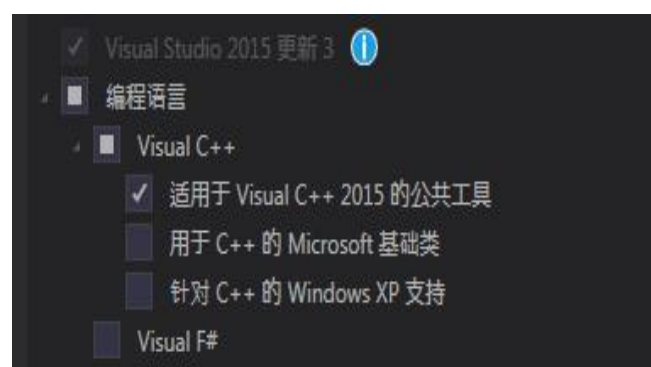 Visual Studio 2015 更新 3
编程语言
Visual C++
适用于 Visual C++ 2015 的公共工具
用于 C++ 的 Microsoft 基础类
针对 C++ 的 Windows XP 支持
Visual F#